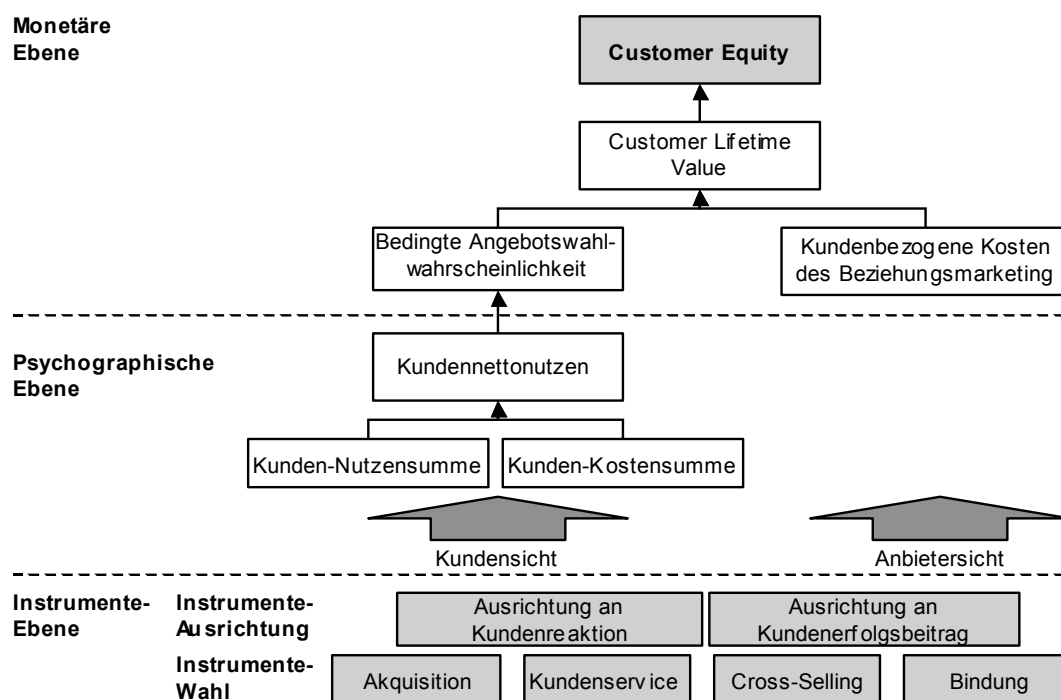 Monetäre
Ebene
Customer Equity
Customer Lifetime
Value
Bedingte Angebotswahl-
wahrscheinlichkeit
Kundenbezogene Kosten
des Beziehungsmarketing
Psychographische
Ebene
Kundennettonutzen
Kunden-Nutzensumme
Kunden-Kostensumme
Kundensicht
Anbietersicht
Instrumente-
Ebene
Instrumente-
Ausrichtung
Ausrichtung an
Kundenreaktion
Ausrichtung an
Kundenerfolgsbeitrag
Instrumente-
Wahl
Akquisition
Kundenservice
Cross-Selling
Bindung